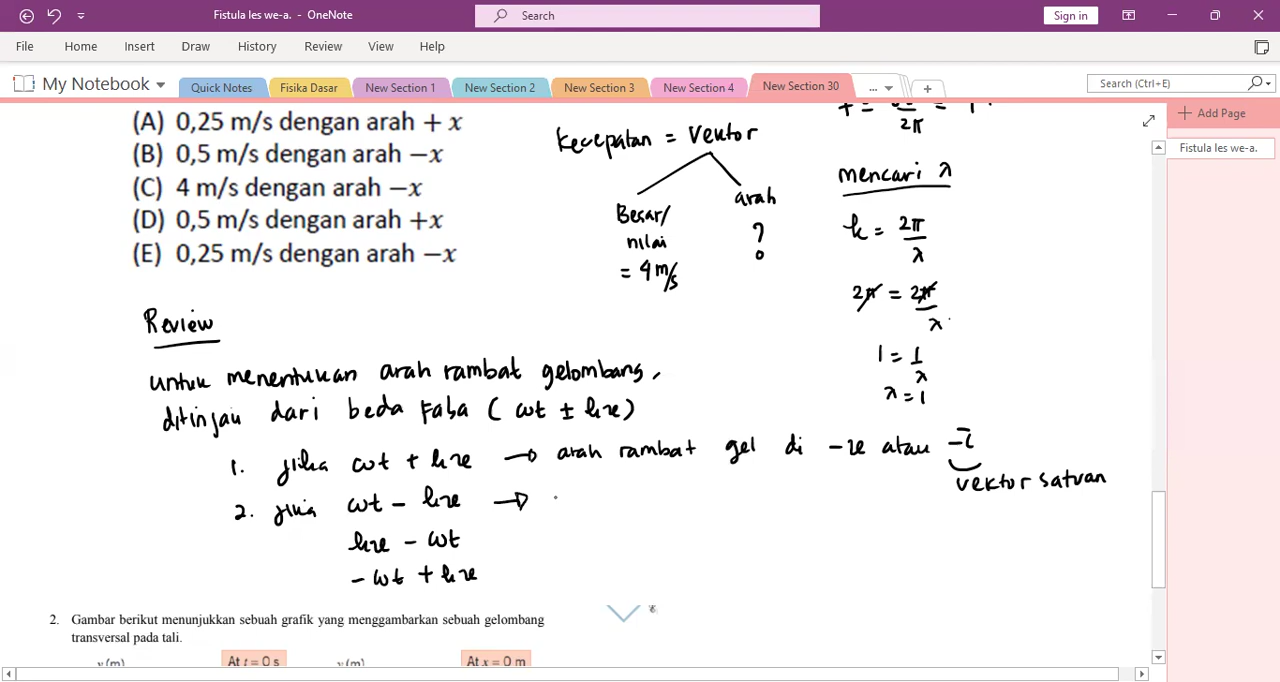 Fistula les we-a. - OneNote
Search
Sign in
File Home Insert Draw History Review View Help
My Notebook
Quick Notes
Fisika Dasar
New Section 1
New Section 2
New Section 3
New Section 4
New Section 30
...
+
Search (Ctrl+E)
Add Page
Fistula les we-a.
(A) 0,25 m/s dengan arah + x
(B) 0,5 m/s dengan arah −x
(C) 4 m/s dengan arah −x
(D) 0,5 m/s dengan arah +x
(E) 0,25 m/s dengan arah −x
Kecepatan = Vektor
Besar/
nilai
= 4 m/s
arah
?
2π
mencari λ
k = 2π/λ
2π = 2π/λ
1 = 1/λ
λ = 1
Review
untuk menentukan arah rambat gelombang,
ditinjau dari beda fasa (ωt ± kx)
1. jika ωt + kx → arah rambat gel di -x atau -i
vektor satuan
2. jika ωt - kx →
kx - ωt
- ωt + kx
2. Gambar berikut menunjukkan sebuah grafik yang menggambarkan sebuah gelombang
transversal pada tali.
y (m)
At t = 0 s
y (m)
At x = 0 m